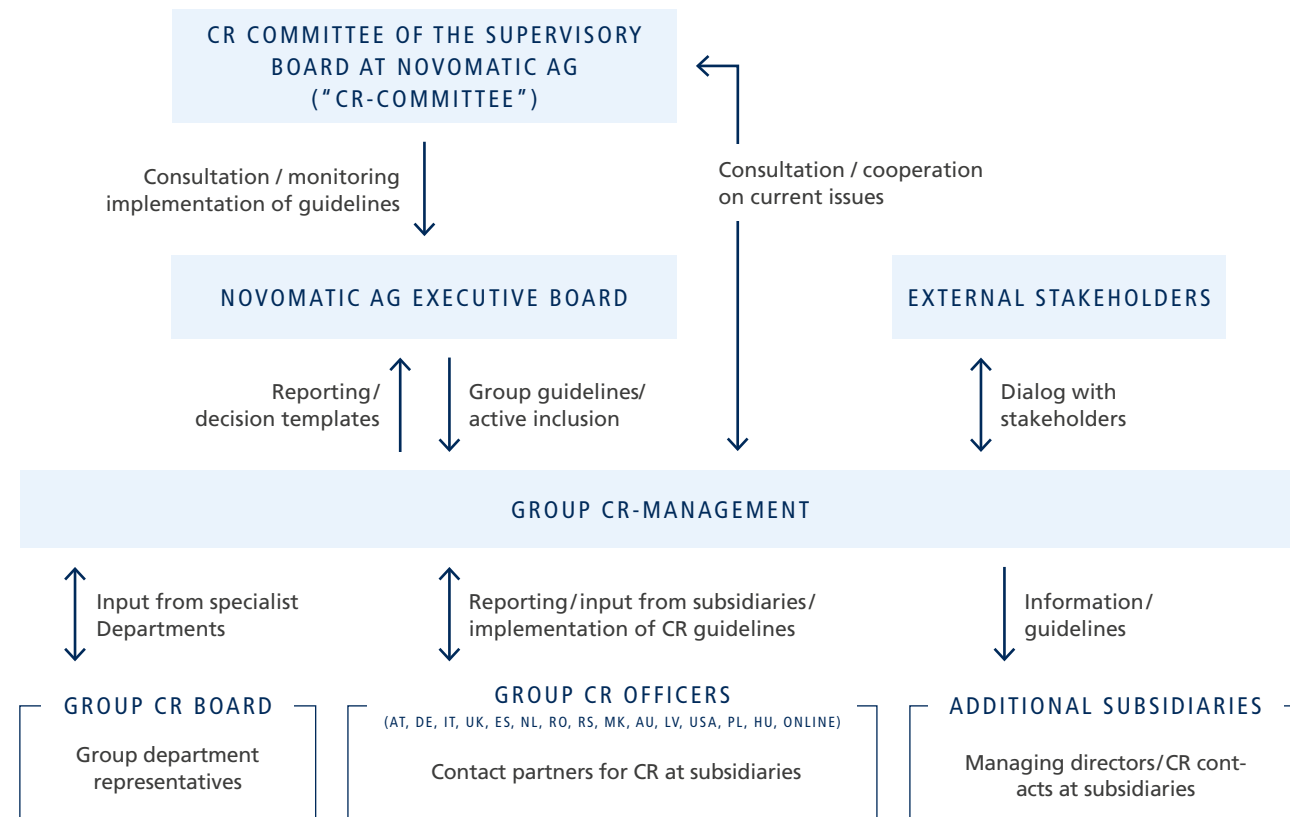 CR COMMITTEE OF THE SUPERVISORY
BOARD AT NOVOMATIC AG
("CR-COMMITTEE")
Consultation / monitoring
implementation of guidelines
Consultation / cooperation
on current issues
NOVOMATIC AG EXECUTIVE BOARD
EXTERNAL STAKEHOLDERS
Reporting/
decision templates
Group guidelines/
active inclusion
Dialog with
stakeholders
GROUP CR-MANAGEMENT
Input from specialist
Departments
Reporting/input from subsidiaries/
implementation of CR guidelines
Information/
guidelines
GROUP CR BOARD
Group department
representatives
GROUP CR OFFICERS
(AT, DE, IT, UK, ES, NL, RO, RS, MK, AU, LV, USA, PL, HU, ONLINE)
Contact partners for CR at subsidiaries
ADDITIONAL SUBSIDIARIES
Managing directors/CR cont-
acts at subsidiaries